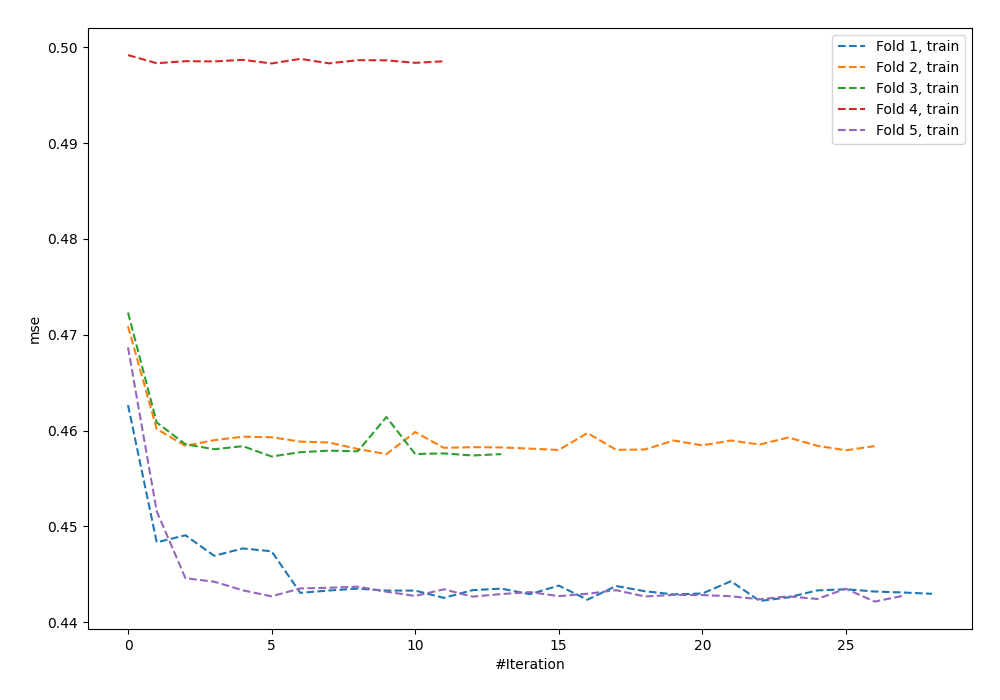 0.50
0.49
0.48
0.47
0.46
0.45
0.44
mse
0
5
10
15
20
25
#Iteration
Fold 1, train
Fold 2, train
Fold 3, train
Fold 4, train
Fold 5, train